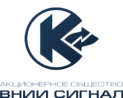 АКЦИОНЕРНОЕ ОБЩЕСТВО
ВНИИ СИГНАЛ